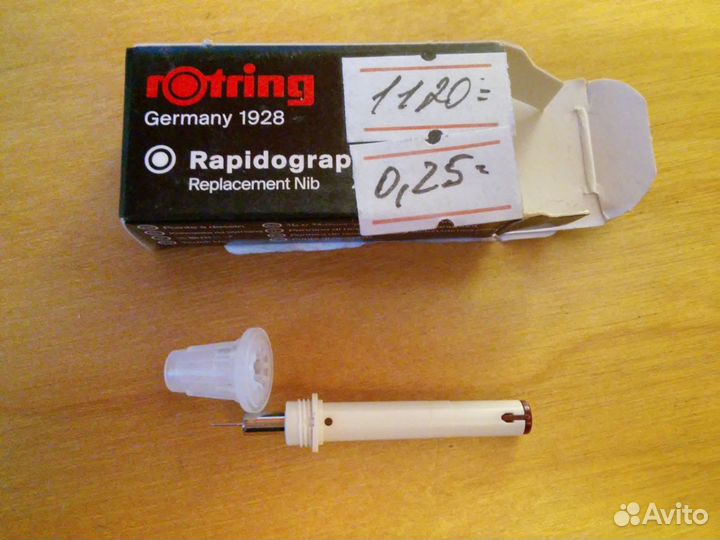 rotring
Germany 1928
Rapidograp
Replacement Nib
1120=
0,25=
Avito